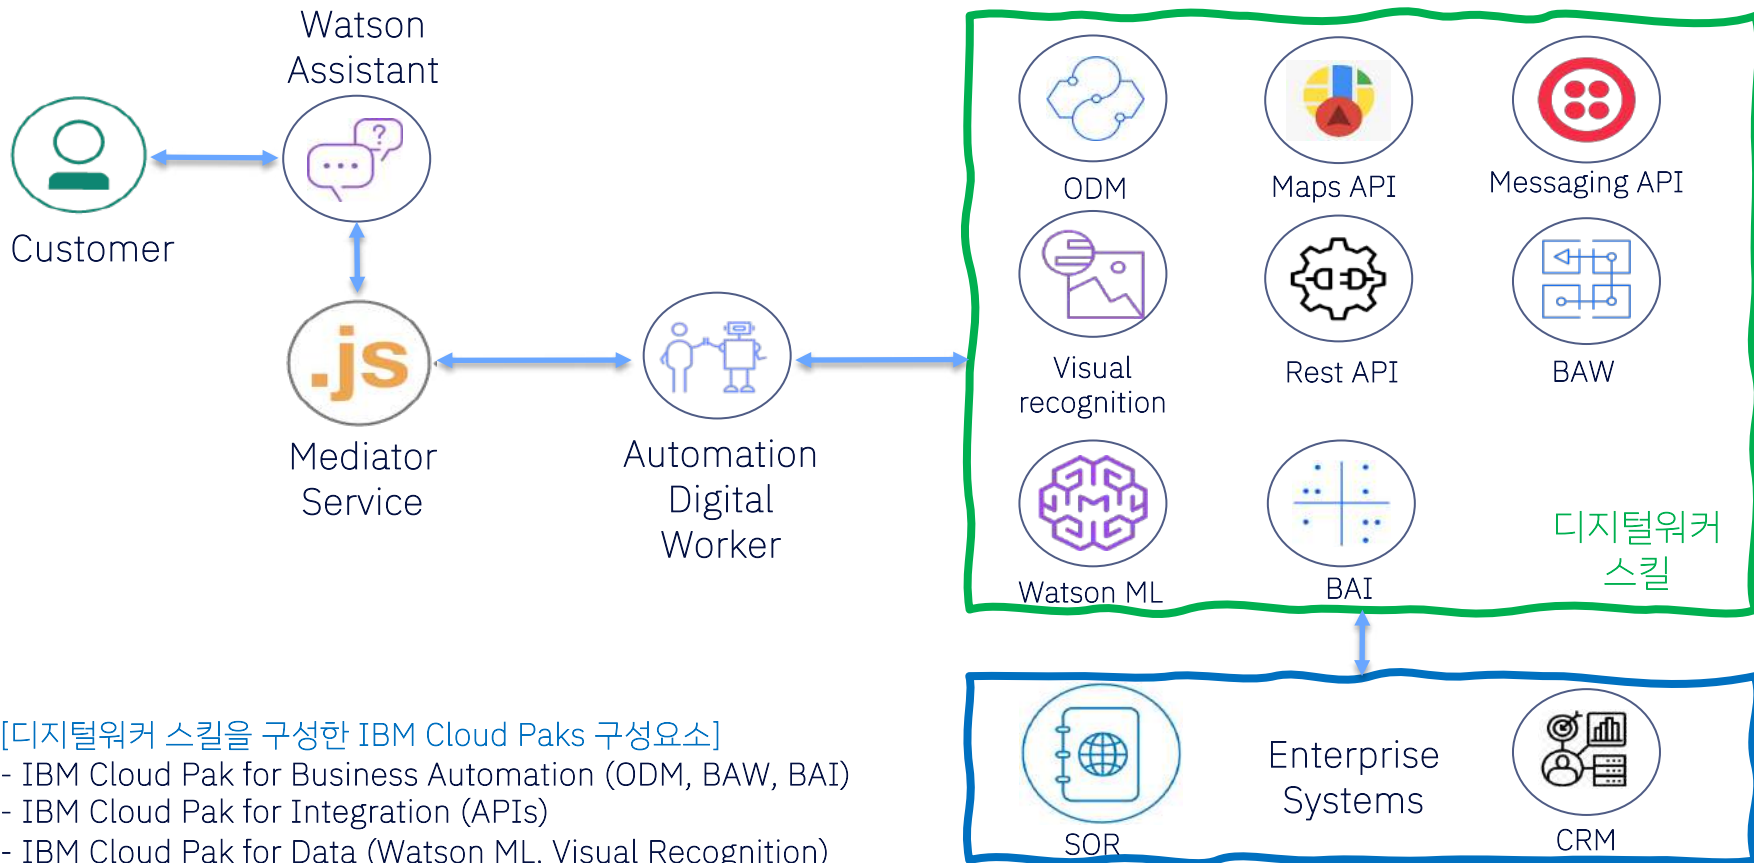 Watson
Assistant
Customer
.js
Mediator
Service
Automation
Digital
Worker
?
ODM
Maps API
Messaging API
Visual
recognition
Rest API
BAW
Watson ML
BAI
디지털워커
스킬
SOR
Enterprise
Systems
CRM
[디지털워커 스킬을 구성한 IBM Cloud Paks 구성요소]
- IBM Cloud Pak for Business Automation (ODM, BAW, BAI)
- IBM Cloud Pak for Integration (APIs)
- IBM Cloud Pak for Data (Watson ML, Visual Recognition)